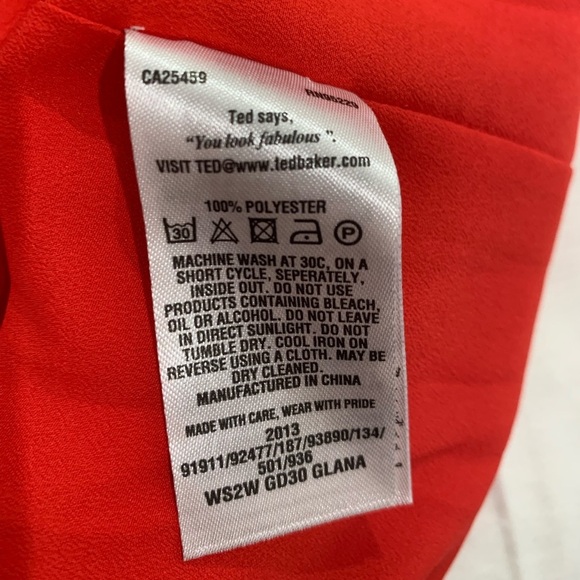 CA25459
RN95229
Ted says,
"You look fabulous".
VISIT TED@www.tedbaker.com
100% POLYESTER
30 P
MACHINE WASH AT 30C, ON A
SHORT CYCLE, SEPERATELY,
INSIDE OUT. DO NOT USE
PRODUCTS CONTAINING BLEACH,
OIL OR ALCOHOL. DO NOT LEAVE
IN DIRECT SUNLIGHT. DO NOT
TUMBLE DRY. COOL IRON ON
REVERSE USING A CLOTH. MAY BE
DRY CLEANED.
MANUFACTURED IN CHINA
MADE WITH CARE, WEAR WITH PRIDE
2013
91911/92477/187/93890/134/
501/936
WS2W GD30 GLANA